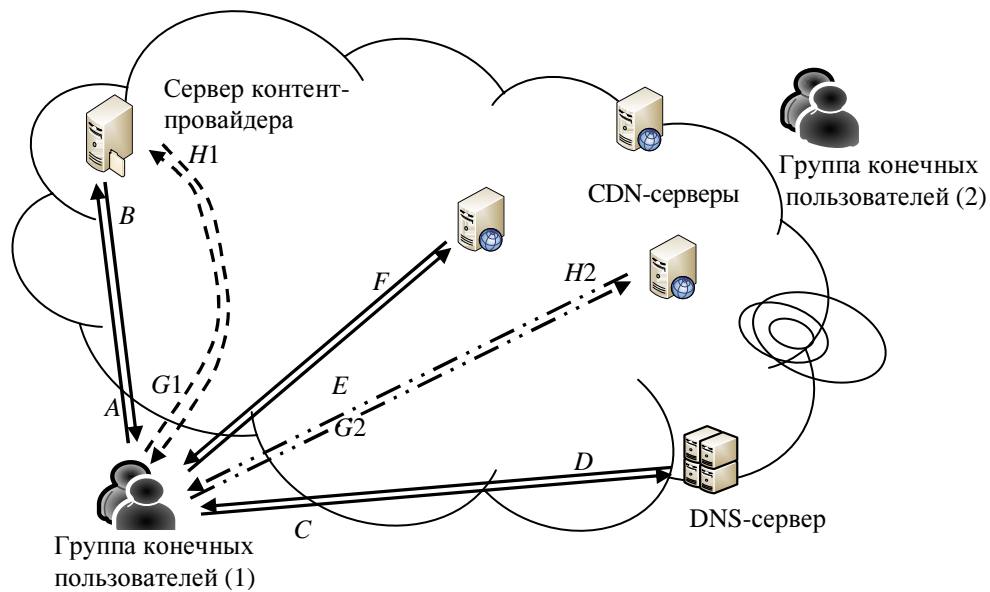 Сервер контент-
провайдера
H1
B
Группа конечных
пользователей (2)
CDN-серверы
F
H2
G1
A
E
G2
D
C
DNS-сервер
Группа конечных
пользователей (1)